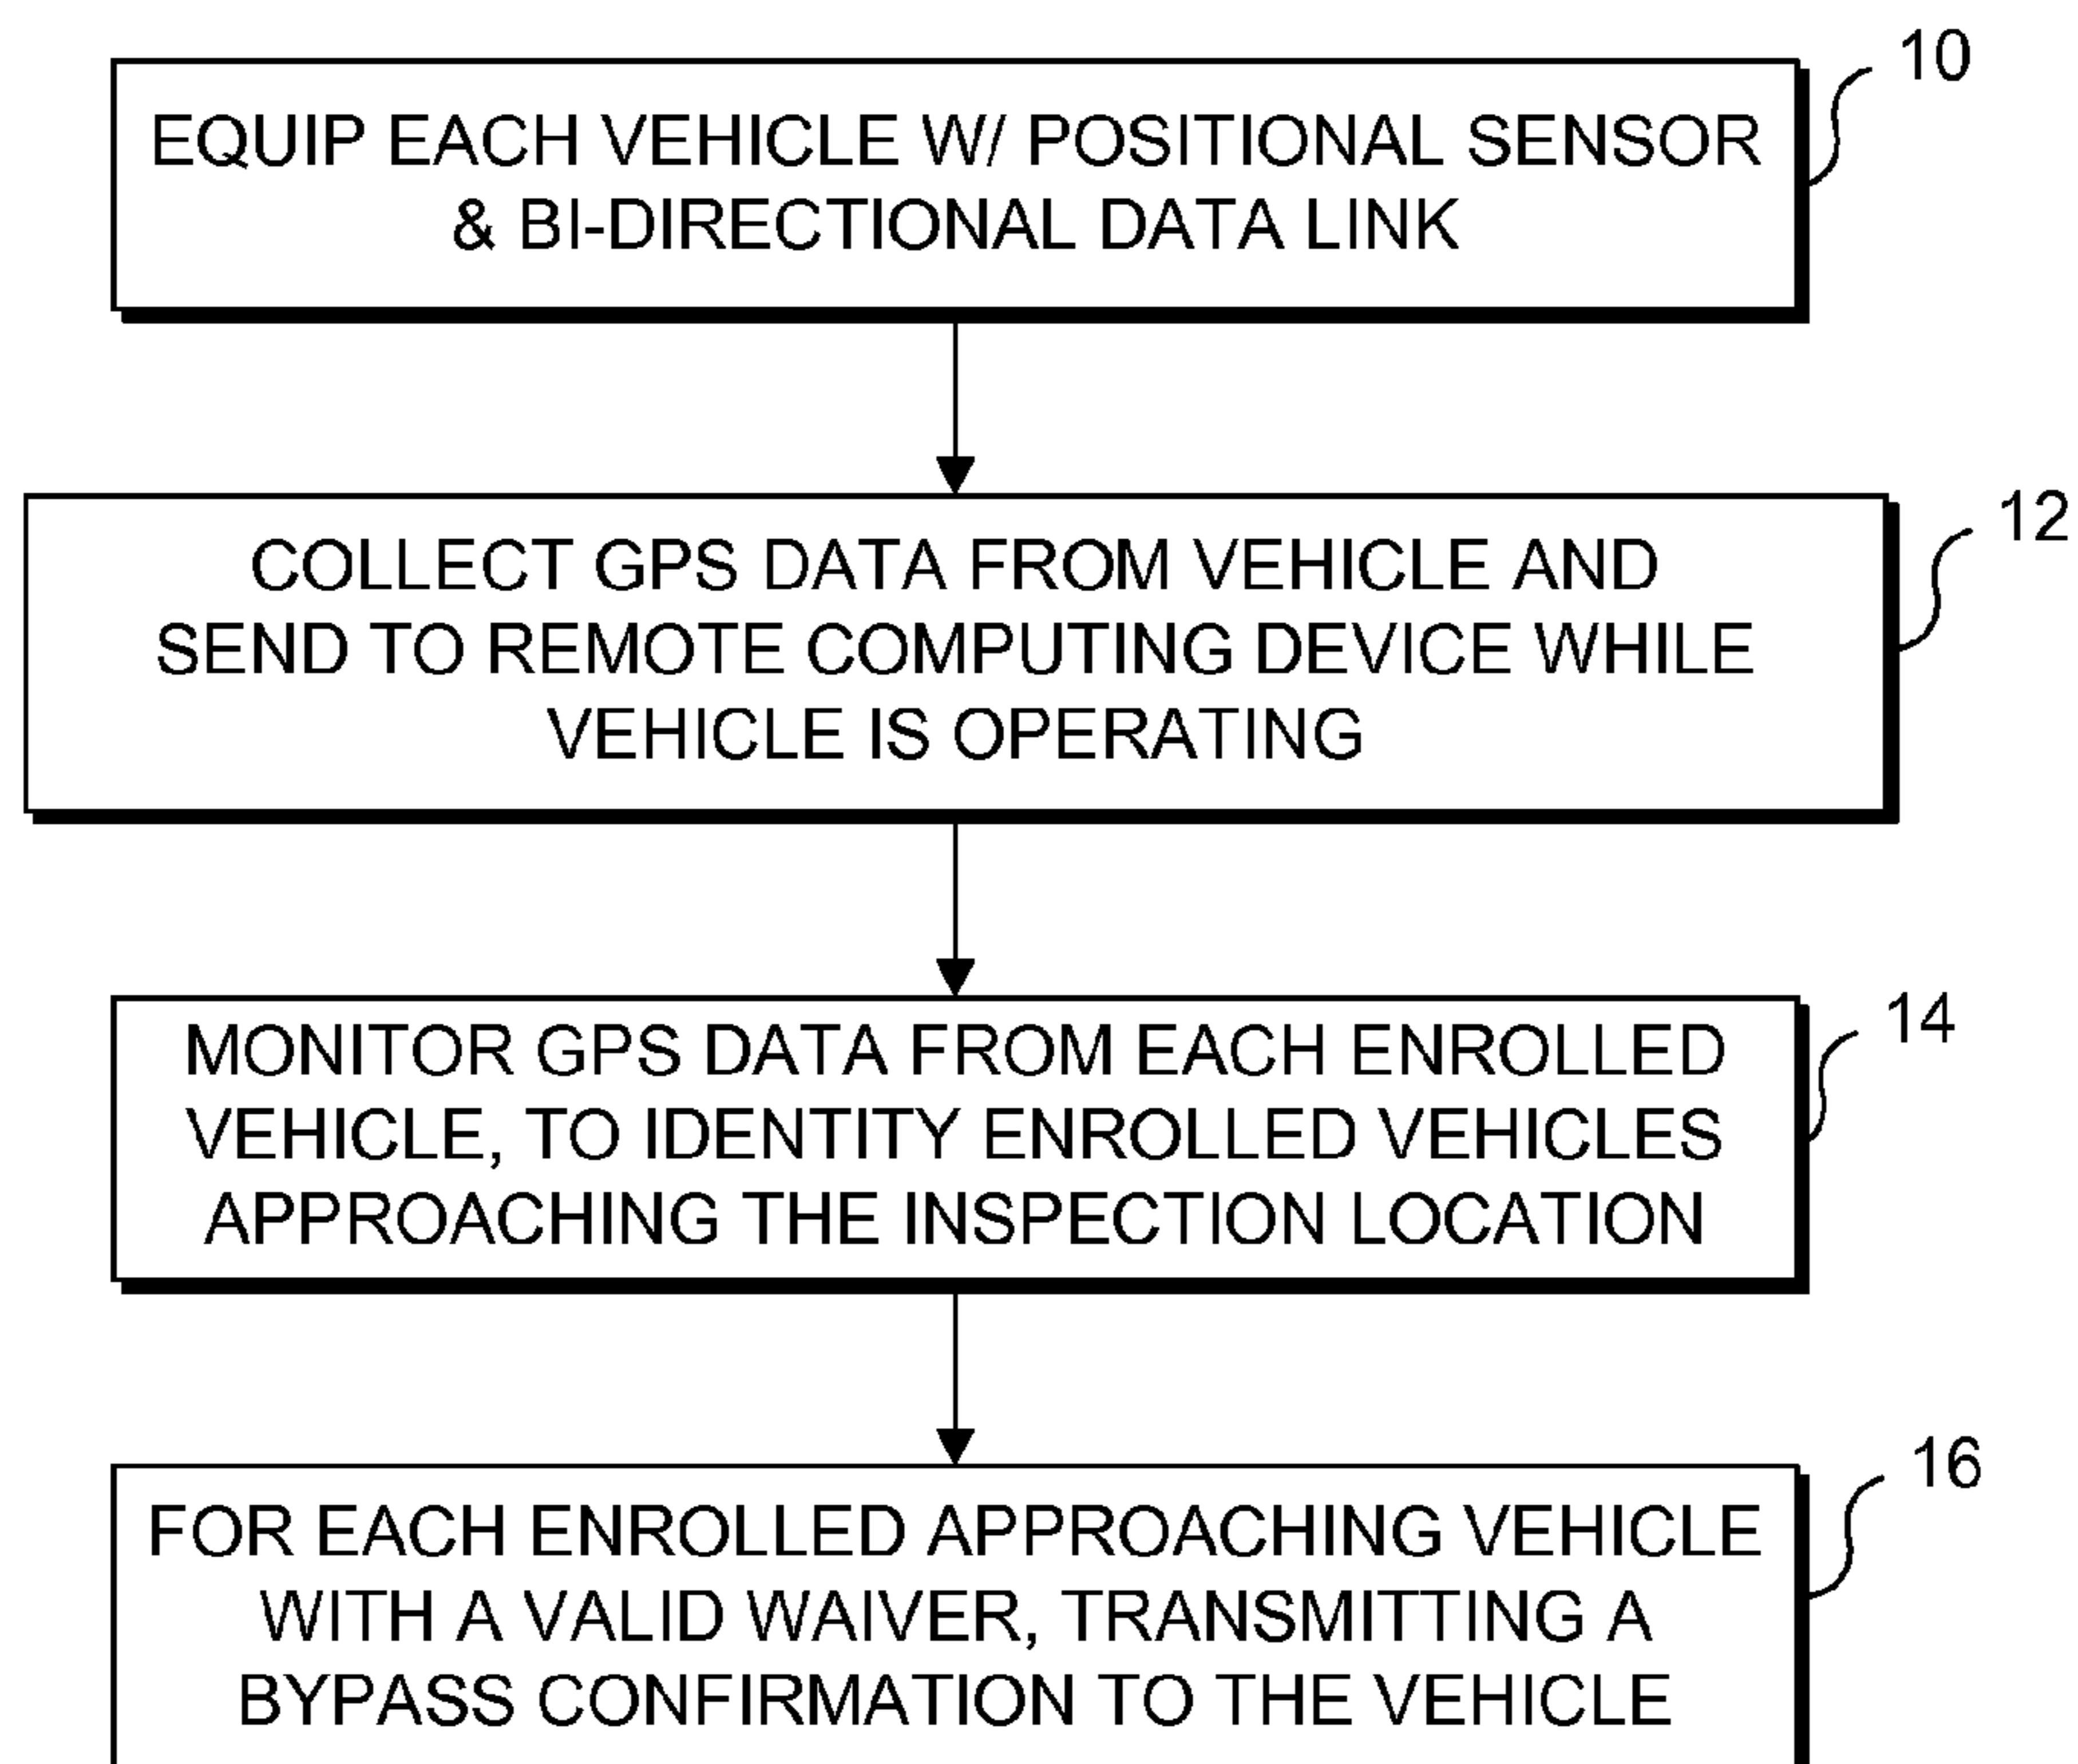 10
EQUIP EACH VEHICLE W/ POSITIONAL SENSOR
& BI-DIRECTIONAL DATA LINK
12
COLLECT GPS DATA FROM VEHICLE AND
SEND TO REMOTE COMPUTING DEVICE WHILE
VEHICLE IS OPERATING
14
MONITOR GPS DATA FROM EACH ENROLLED
VEHICLE, TO IDENTITY ENROLLED VEHICLES
APPROACHING THE INSPECTION LOCATION
16
FOR EACH ENROLLED APPROACHING VEHICLE
WITH A VALID WAIVER, TRANSMITTING A
BYPASS CONFIRMATION TO THE VEHICLE